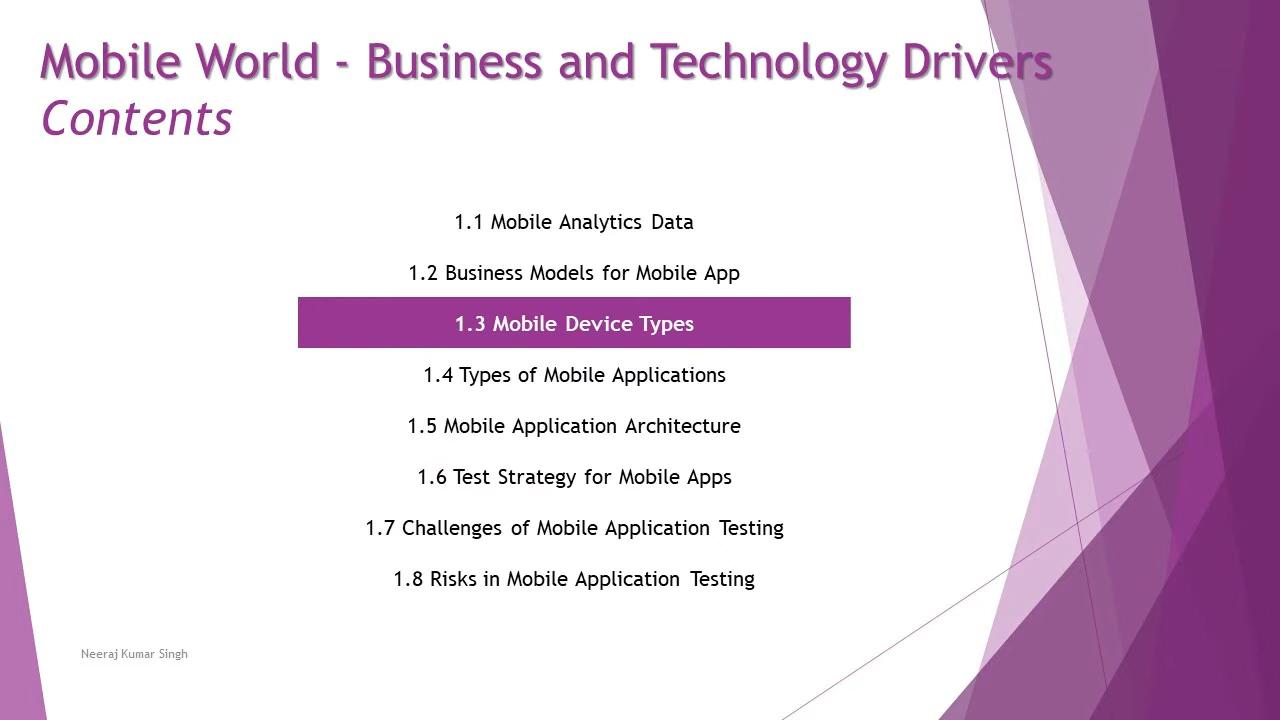 Mobile World - Business and Technology Drivers
Contents
1.1 Mobile Analytics Data
1.2 Business Models for Mobile App
1.3 Mobile Device Types
1.4 Types of Mobile Applications
1.5 Mobile Application Architecture
1.6 Test Strategy for Mobile Apps
1.7 Challenges of Mobile Application Testing
1.8 Risks in Mobile Application Testing
Neeraj Kumar Singh